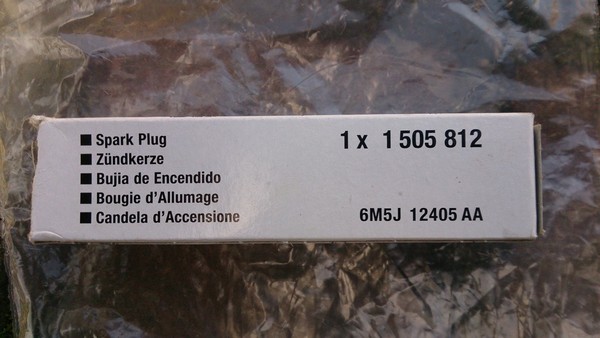 ■ Spark Plug
■ Zündkerze
■ Bujia de Encendido
■ Bougie d'Allumage
■ Candela d'Accensione
1 x 1 505 812
6M5J 12405 AA